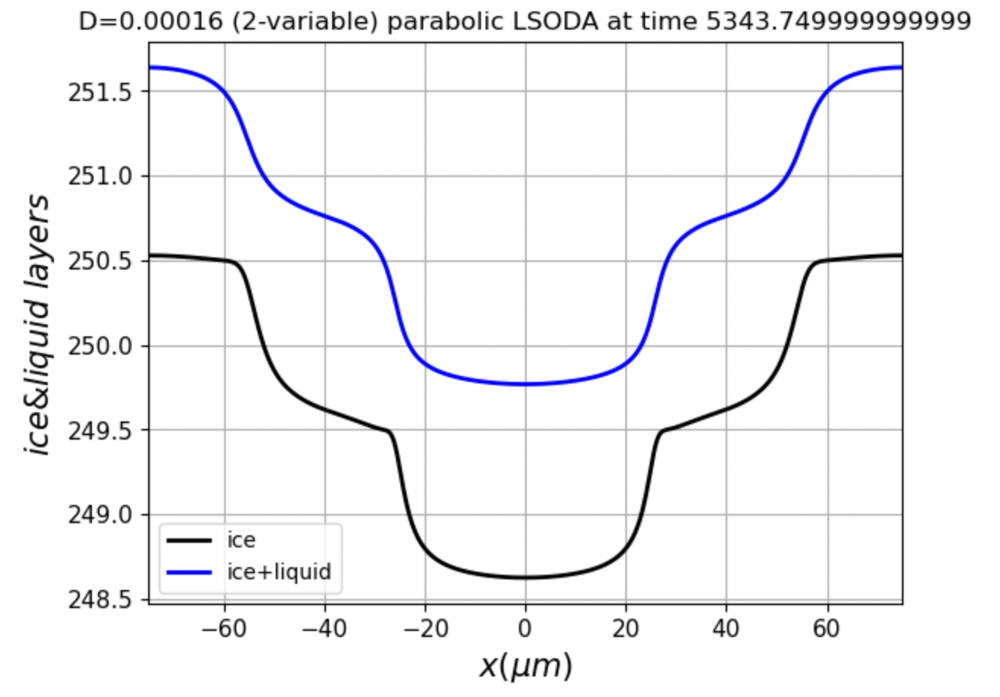 D=0.00016 (2-variable) parabolic LSODA at time 5343.749999999999
ice&liquid layers
251.5
251.0
250.5
250.0
249.5
249.0
248.5
ice
ice+liquid
−60 −40 −20 0 20 40 60
x(μm)